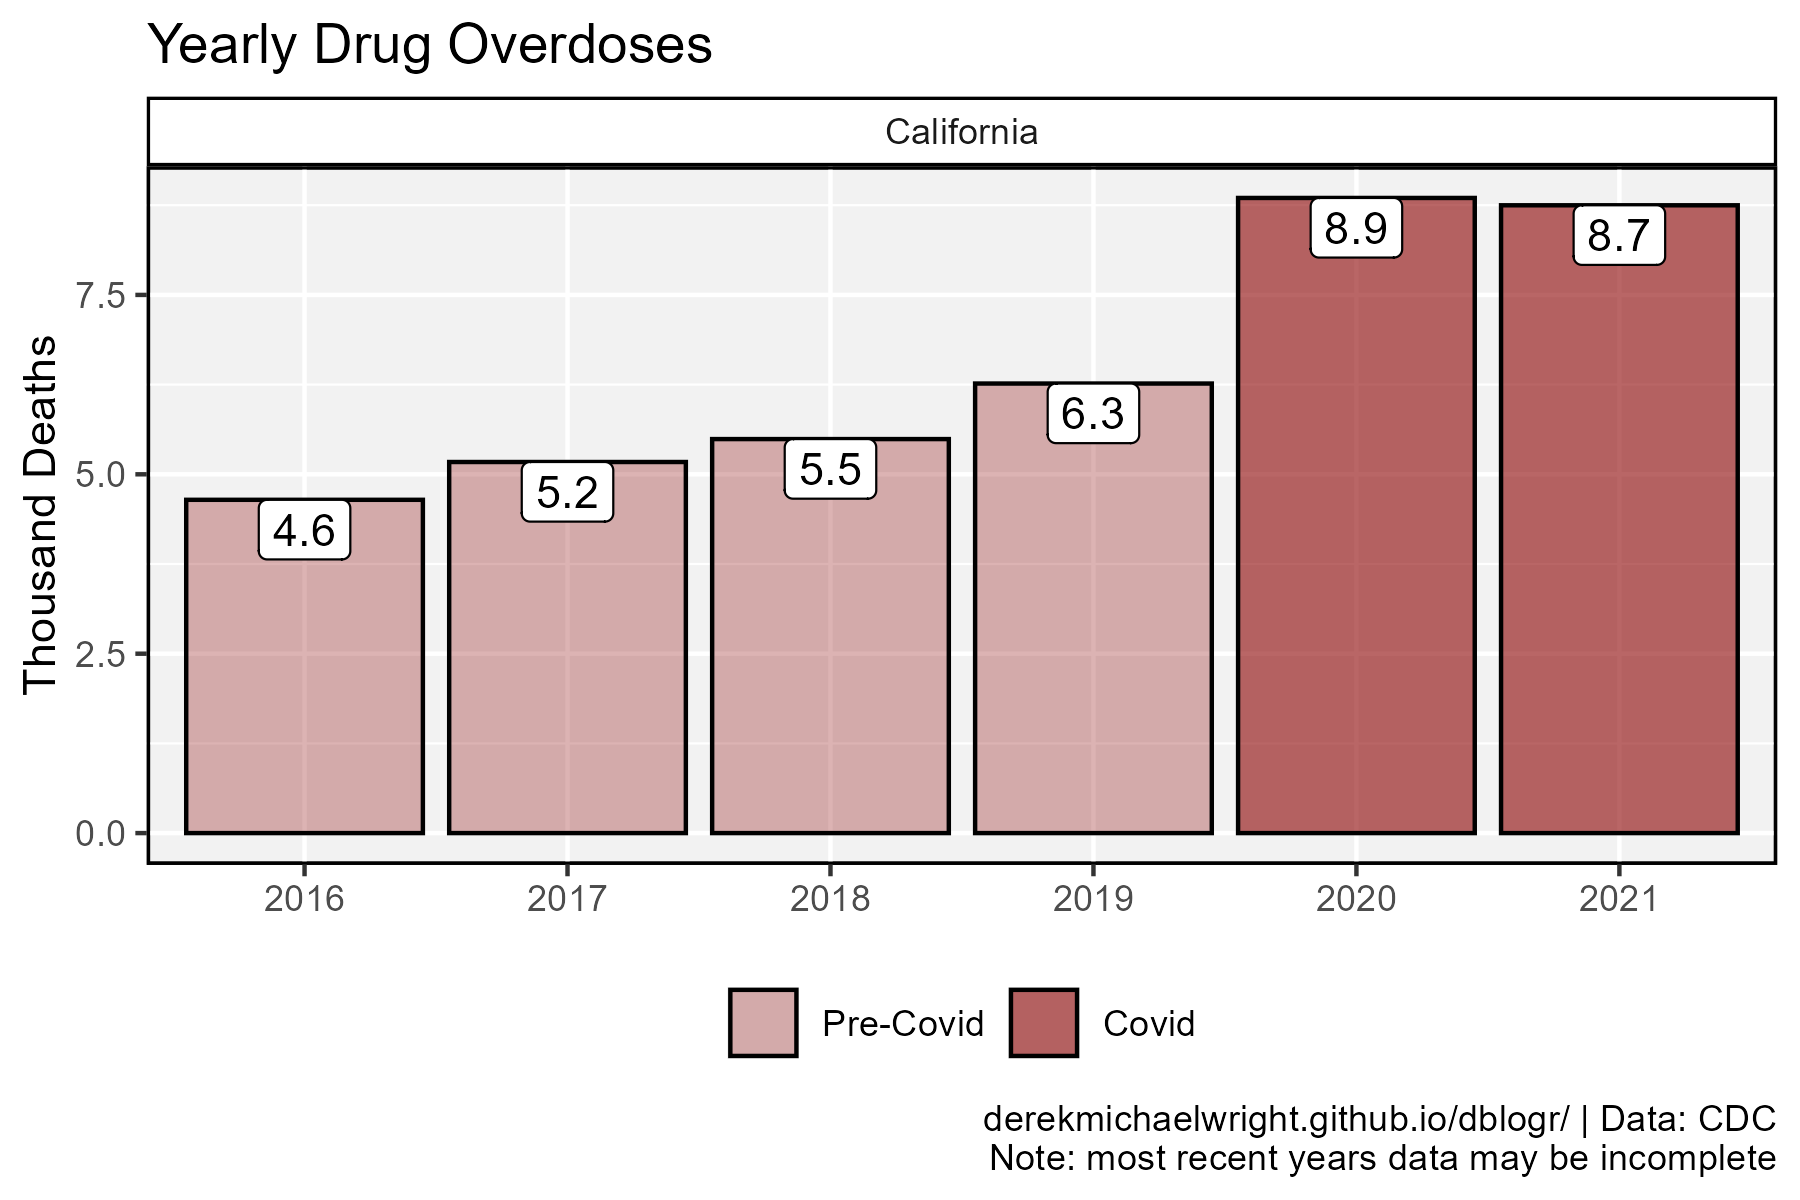 Yearly Drug Overdoses
California
Thousand Deaths
7.5
5.0
2.5
0.0
4.6
5.2
5.5
6.3
8.9
8.7
2016 2017 2018 2019 2020 2021
Pre-Covid Covid
derekmichaelwright.github.io/dblogr/ | Data: CDC
Note: most recent years data may be incomplete